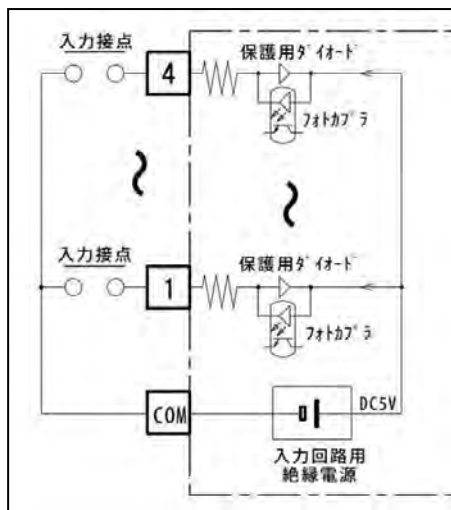 入力接点
4
保護用ダイオード
フォトカプラ
入力接点
1
保護用ダイオード
フォトカプラ
COM
DC5V
入力回路用
絶縁電源